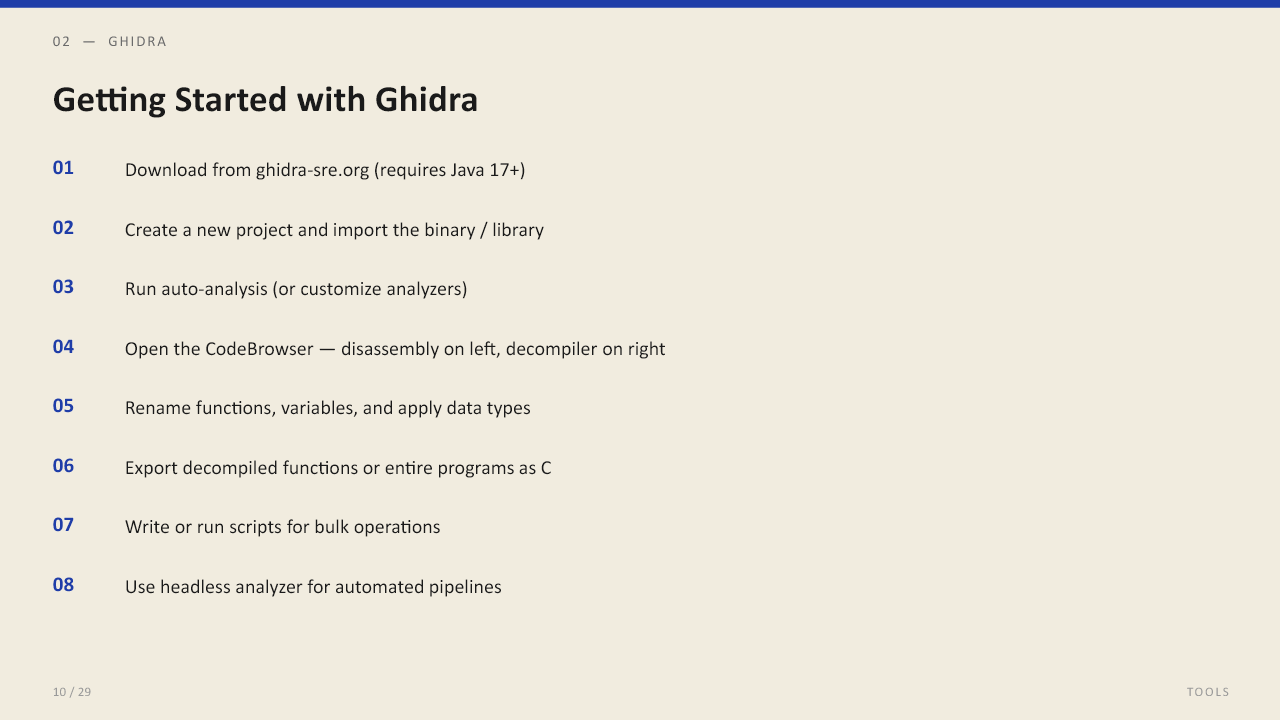 02 — GHIDRA
Getting Started with Ghidra
01 Download from ghidra-sre.org (requires Java 17+)
02 Create a new project and import the binary / library
03 Run auto-analysis (or customize analyzers)
04 Open the CodeBrowser — disassembly on left, decompiler on right
05 Rename functions, variables, and apply data types
06 Export decompiled functions or entire programs as C
07 Write or run scripts for bulk operations
08 Use headless analyzer for automated pipelines
10 / 29 TOOLS